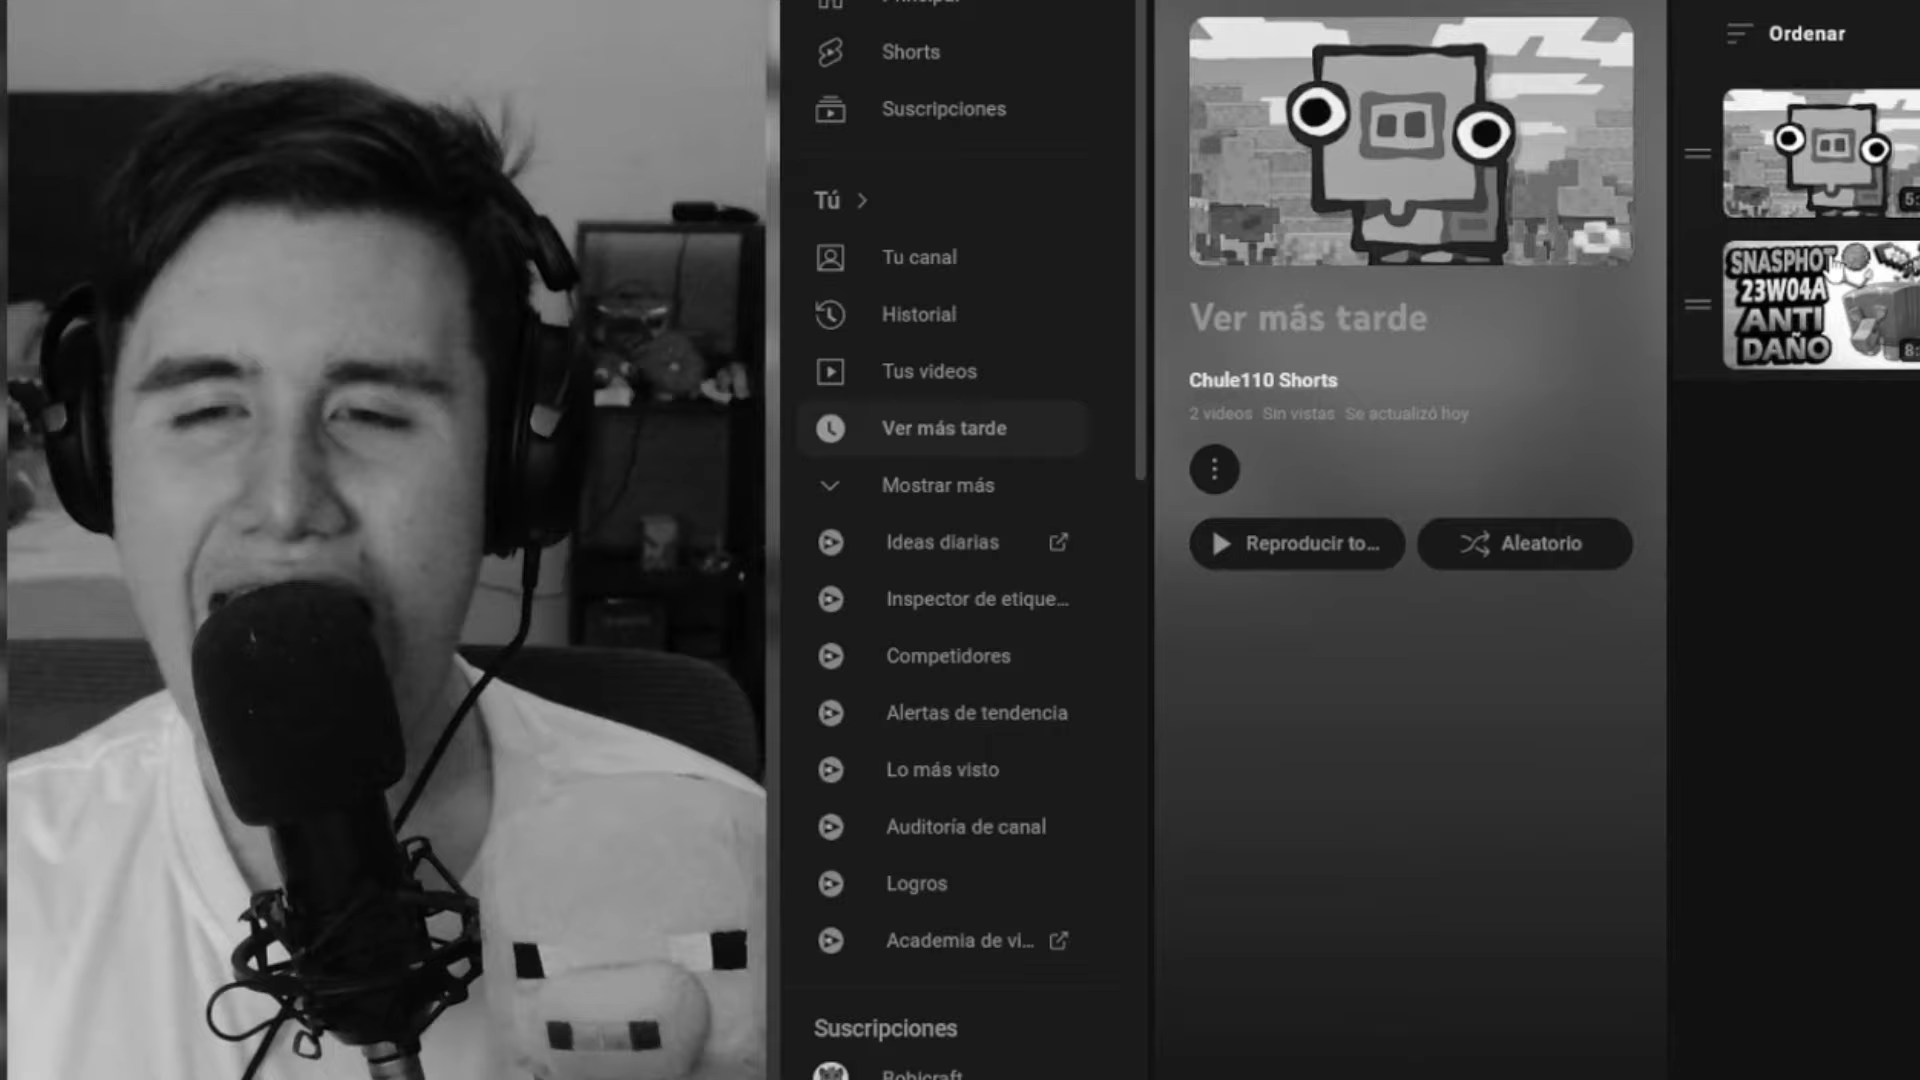 Shorts
Suscripciones
Tú
Tu canal
Historial
Tus videos
Ver más tarde
Mostrar más
Ideas diarias
Inspector de etique...
Competidores
Alertas de tendencia
Lo más visto
Auditoría de canal
Logros
Academia de vi...
Suscripciones
Ver más tarde
Chule110 Shorts
2 videos Sin vistas Se actualizó hoy
Reproducir to...
Aleatorio
Ordenar
5:
SNASPHOT
23W04A
ANTI
DAÑO
8: